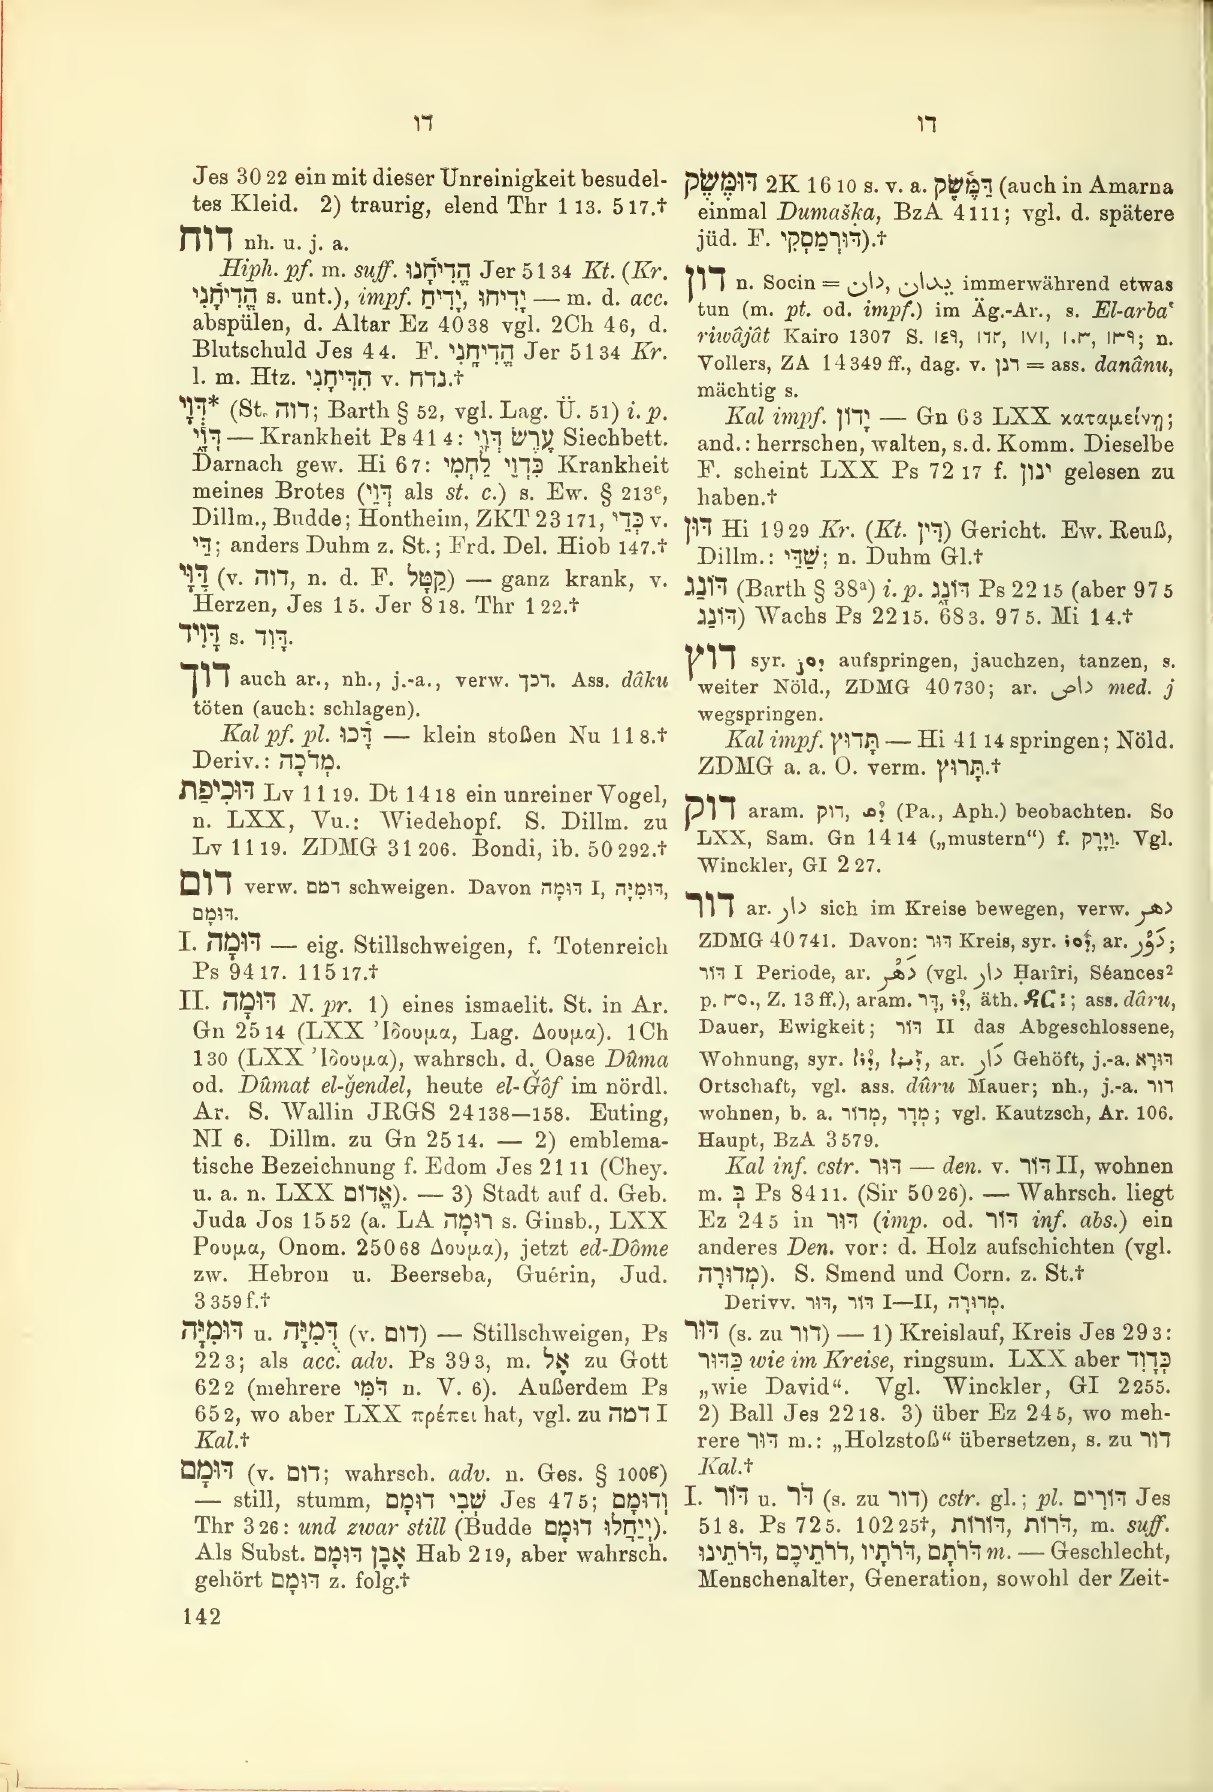 דו
דו
Jes 30 22 ein mit dieser Unreinigkeit besudel-
tes Kleid. 2) traurig, elend Thr 1 13. 5 17.†
דוח nh. u. j. a.
Hiph. pf. m. suff. הֱדִיחָנוּ Jer 51 34 Kt. (Kr.
הֱדִיחָנִי s. unt.), impf. יָדִיחַ, יָדִיחוּ — m. d. acc.
abspülen, d. Altar Ez 40 38 vgl. 2Ch 4 6, d.
Blutschuld Jes 4 4. F. הֱדִיחָנִי Jer 51 34 Kr.
l. m. Htz. הִדִּיחָנִי v. נדח.†
דְּוַי* (St. דוה; Barth § 52, vgl. Lag. Ü. 51) i. p.
דְּוָי — Krankheit Ps 41 4: עֶרֶשׂ דְּוָי Siechbett.
Darnach gew. Hi 6 7: כִּדְוֵי לַחְמִי Krankheit
meines Brotes (דְּוֵי als st. c.) s. Ew. § 213e,
Dillm., Budde; Hontheim, ZKT 23 171, כְּדֵי v.
דַּי; anders Duhm z. St.; Frd. Del. Hiob 147.†
דַּוָּי (v. דוה, n. d. F. קַטָּל) — ganz krank, v.
Herzen, Jes 1 5. Jer 8 18. Thr 1 22.†
דָּוִיד s. דָּוִד.
דוך auch ar., nh., j.-a., verw. דכך. Ass. dâku
töten (auch: schlagen).
Kal pf. pl. דָּכוּ — klein stoßen Nu 11 8.†
Deriv.: מְדֹכָה.
דּוּכִיפַת Lv 11 19. Dt 14 18 ein unreiner Vogel,
n. LXX, Vu.: Wiedehopf. S. Dillm. zu
Lv 11 19. ZDMG 31 206. Bondi, ib. 50 292.†
דום verw. דמם schweigen. Davon דּוּמָה I, דּוּמִיָּה,
דּוּמָם.
I. דּוּמָה — eig. Stillschweigen, f. Totenreich
Ps 94 17. 115 17.†
II. דּוּמָה N. pr. 1) eines ismaelit. St. in Ar.
Gn 25 14 (LXX Ἰδουμα, Lag. Δουμα). 1Ch
1 30 (LXX Ἰδουμα), wahrsch. d. Oase Dûma
od. Dûmat el-ğendel, heute el-Ǧôf im nördl.
Ar. S. Wallin JRGS 24 138—158. Euting,
NI 6. Dillm. zu Gn 25 14. — 2) emblema-
tische Bezeichnung f. Edom Jes 21 11 (Chey.
u. a. n. LXX אֱדוֹם). — 3) Stadt auf d. Geb.
Juda Jos 15 52 (a. LA רוּמָה s. Ginsb., LXX
Ρουμα, Onom. 250 68 Δουμα), jetzt ed-Dôme
zw. Hebron u. Beerseba, Guérin, Jud.
3 359 f.†
דּוּמִיָּה u. דֻּמִיָּה (v. דום) — Stillschweigen, Ps
22 3; als acc. adv. Ps 39 3, m. אֶל zu Gott
62 2 (mehrere דֹּמִּי n. V. 6). Außerdem Ps
65 2, wo aber LXX πρέπει hat, vgl. zu דמה I
Kal.†
דּוּמָם (v. דום; wahrsch. adv. n. Ges. § 100g)
— still, stumm, שְׁבִי דוּמָם Jes 47 5; וְדוּמָם
Thr 3 26: und zwar still (Budde וְיַחֲלוּ דוּמָם).
Als Subst. אֶבֶן דּוּמָם Hab 2 19, aber wahrsch.
gehört דּוּמָם z. folg.†
142
דּוּמֶּשֶׂק 2K 16 10 s. v. a. דַּמֶּשֶׂק (auch in Amarna
einmal Dumaška, BzA 4 111; vgl. d. spätere
jüd. F. דּוּרְמַסְקִי).†
דון n. Socin = دان, يدان immerwährend etwas
tun (m. pt. od. impf.) im Äg.-Ar., s. El-arbaʿ
riwâjât Kairo 1307 S. ١٤٩, ١٦٢, ١٧١, ١٠٣, ١٣٩; n.
Vollers, ZA 14 349 ff., dag. v. דנן = ass. danânu,
mächtig s.
Kal impf. יָדוֹן — Gn 6 3 LXX καταμείνῃ;
and.: herrschen, walten, s. d. Komm. Dieselbe
F. scheint LXX Ps 72 17 f. ינון gelesen zu
haben.†
דּוּן Hi 19 29 Kr. (Kt. דִּין) Gericht. Ew. Reuß,
Dillm.: שַׁדַּי; n. Duhm Gl.†
דּוֹנַג (Barth § 38a) i. p. דּוֹנָג Ps 22 15 (aber 97 5
דּוֹנַג) Wachs Ps 22 15. 68 3. 97 5. Mi 1 4.†
דוץ syr. ܕܘܨ aufspringen, jauchzen, tanzen, s.
weiter Nöld., ZDMG 40 730; ar. داص med. j
wegspringen.
Kal impf. תָּדוּץ — Hi 41 14 springen; Nöld.
ZDMG a. a. O. verm. תָּרוּץ.†
דוק aram. דוק, ܕܩ (Pa., Aph.) beobachten. So
LXX, Sam. Gn 14 14 („mustern“) f. וַיָּרֶק. Vgl.
Winckler, GI 2 27.
דור ar. دار sich im Kreise bewegen, verw. دهر
ZDMG 40 741. Davon: דּוּר Kreis, syr. ܕܘܪ, ar. دَوْر;
דּוֹר I Periode, ar. دَهْر (vgl. دار Ḥarîri, Séances²
p. ٢٥٠, Z. 13 ff.), aram. דָּר, ܕܪ, äth. ዳር፡; ass. dâru,
Dauer, Ewigkeit; דּוֹר II das Abgeschlossene,
Wohnung, syr. ܕܪܐ, ܕܝܪܐ, ar. دَار Gehöft, j.-a. דּוּרָא
Ortschaft, vgl. ass. dûru Mauer; nh., j.-a. דור
wohnen, b. a. מְדָר, מְדוֹר; vgl. Kautzsch, Ar. 106.
Haupt, BzA 3 579.
Kal inf. cstr. דּוּר — den. v. דּוֹר II, wohnen
m. בְּ Ps 84 11. (Sir 50 26). — Wahrsch. liegt
Ez 24 5 in דּוּר (imp. od. דּוֹר inf. abs.) ein
anderes Den. vor: d. Holz aufschichten (vgl.
מְדוּרָה). S. Smend und Corn. z. St.†
Derivv. דּוּר, דּוֹר I—II, מְדוּרָה.
דּוּר (s. zu דור) — 1) Kreislauf, Kreis Jes 29 3:
כַּדּוּר wie im Kreise, ringsum. LXX aber כְּדָוִד
„wie David“. Vgl. Winckler, GI 2 255.
2) Ball Jes 22 18. 3) über Ez 24 5, wo meh-
rere דּוּר m.: „Holzstoß“ übersetzen, s. zu דור
Kal.†
I. דּוֹר u. דֹּר (s. zu דור) cstr. gl.; pl. דּוֹרִים Jes
51 8. Ps 72 5. 102 25†, דּוֹרוֹת, דֹּרוֹת, m. suff.
דֹּרֹתֵינוּ, דֹּרֹתֵיכֶם, דֹּרֹתָיו, דֹּרֹתָם m. — Geschlecht,
Menschenalter, Generation, sowohl der Zeit-